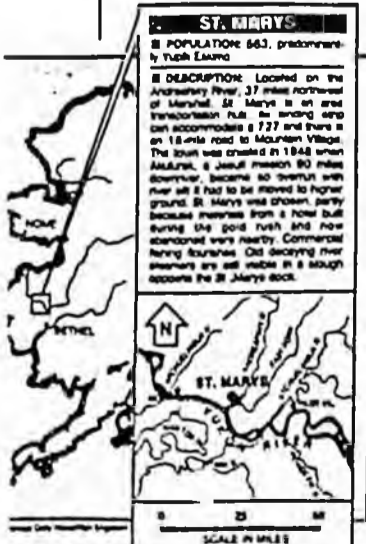 ST. MARYS
■ POPULATION: 563, predominant-
ly Yupik Eskimo
■ DESCRIPTION: Located on the
Andreafsky River, 37 miles northwest
of Marshall, St. Marys is an area
transportation hub. Its landing strip
can accommodate a 727 and there is
an 18-mile road to Mountain Village.
The town was created in 1948 when
Akulurak, a Jesuit mission 90 miles
downriver, became so overrun with
river silt it had to be moved to higher
ground. St. Marys was chosen, partly
because materials from a hotel built
during the gold rush and now
abandoned were nearby. Commercial
fishing flourishes. Old decaying river
steamers are still visible in a slough
opposite the St. Marys dock.
NOME
BETHEL
N
ST. MARYS
YUKON
RIVER
0 25 50
SCALE IN MILES